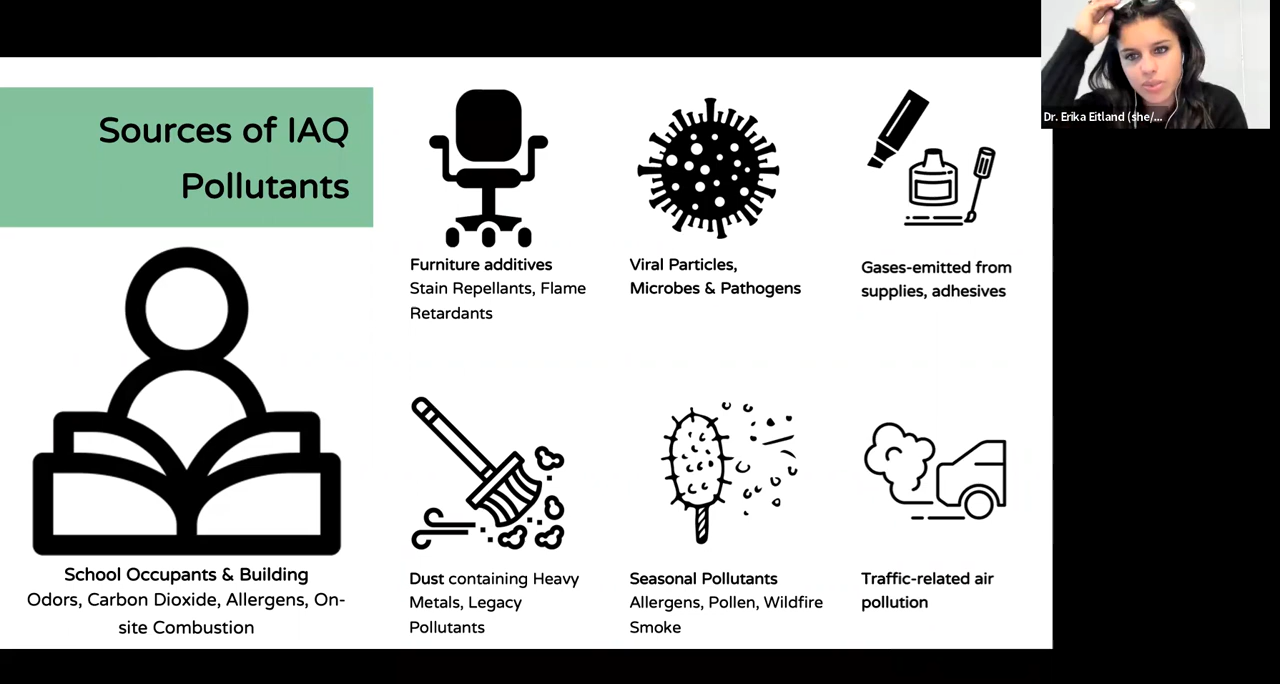 Sources of IAQ
Pollutants
Dr. Erika Eitland (she/...
Furniture additives
Stain Repellants, Flame
Retardants
Viral Particles,
Microbes & Pathogens
Gases-emitted from
supplies, adhesives
School Occupants & Building
Odors, Carbon Dioxide, Allergens, On-
site Combustion
Dust containing Heavy
Metals, Legacy
Pollutants
Seasonal Pollutants
Allergens, Pollen, Wildfire
Smoke
Traffic-related air
pollution